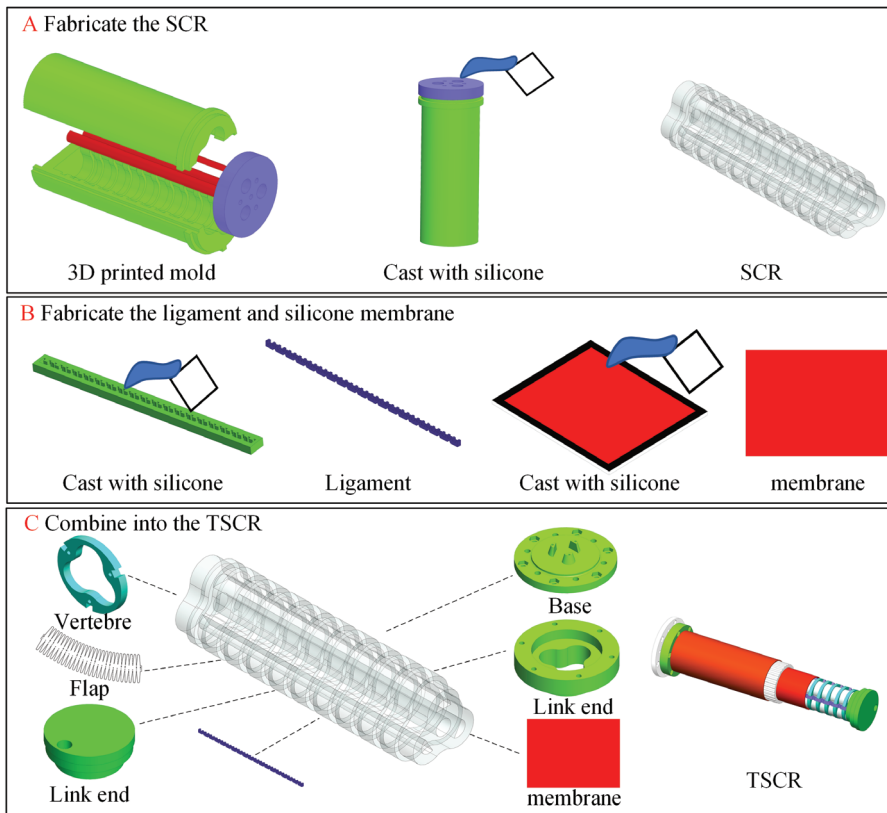 A Fabricate the SCR
3D printed mold
Cast with silicone
SCR
B Fabricate the ligament and silicone membrane
Cast with silicone
Ligament
Cast with silicone
membrane
C Combine into the TSCR
Vertebre
Flap
Link end
Base
Link end
membrane
TSCR